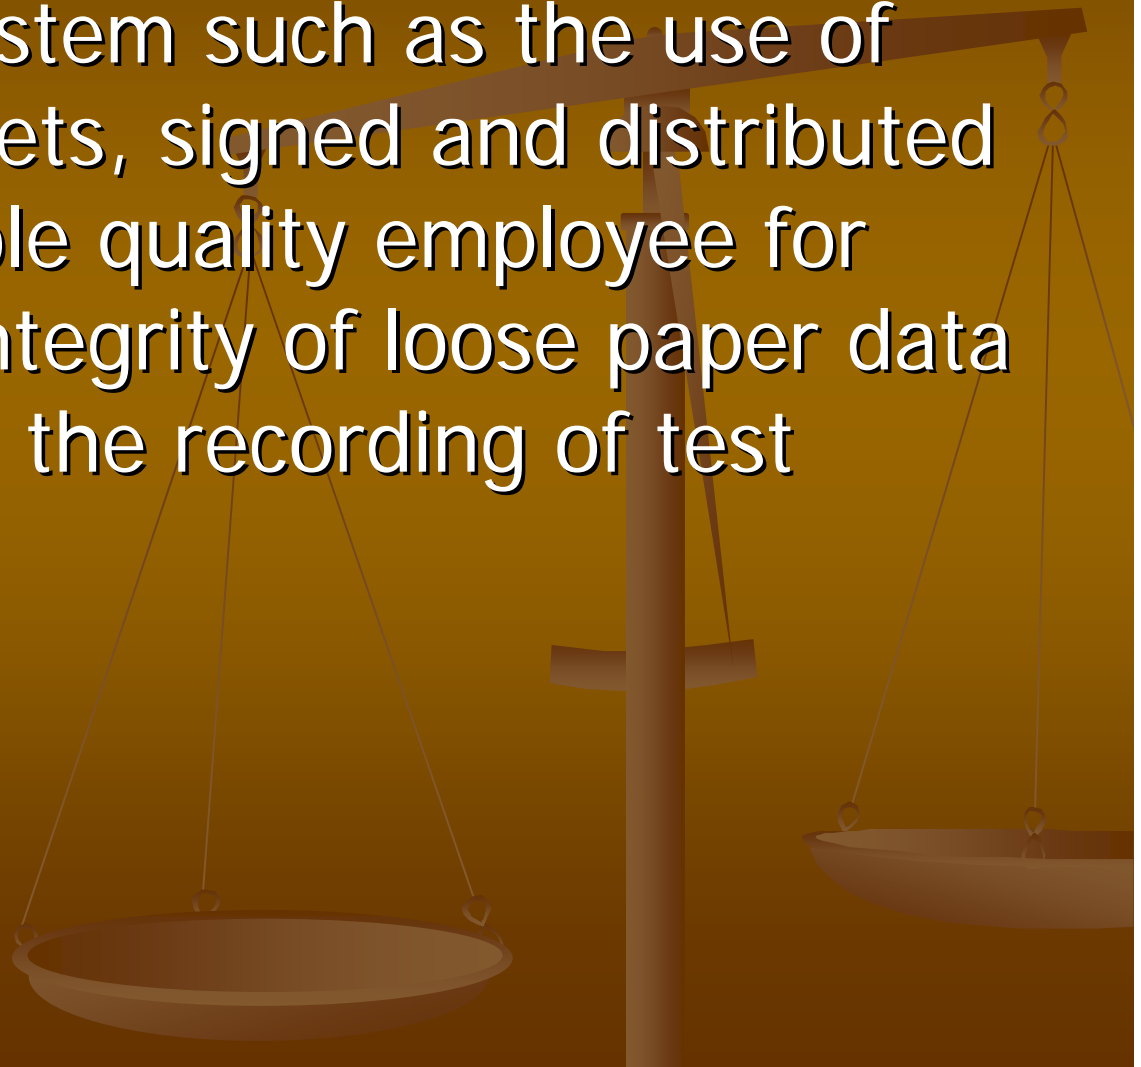 stem such as the use of
ets, signed and distributed
ole quality employee for
ntegrity of loose paper data
the recording of test